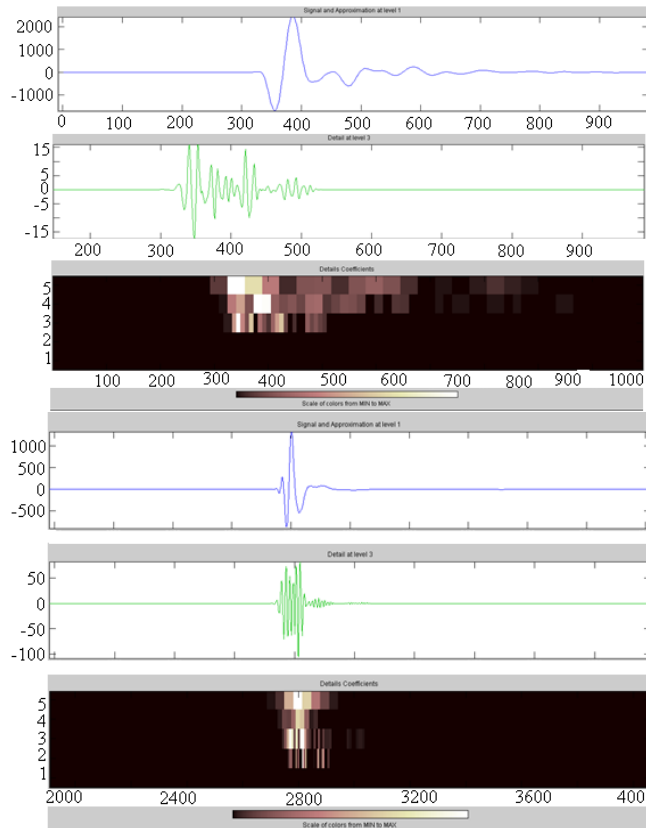 Signal and Approximation at level 1
2000
1000
0
-1000
0 100 200 300 400 500 600 700 800 900
Detail at level 3
15
5
0
-5
-15
200 300 400 500 600 700 800 900
Details Coefficients
5
4
3
2
1
100 200 300 400 500 600 700 800 900 1000
Scale of colors from MIN to MAX
Signal and Approximation at level 1
1000
500
0
-500
Detail at level 3
50
0
-50
-100
Details Coefficients
5
4
3
2
1
2000 2400 2800 3200 3600 400
Scale of colors from MIN to MAX